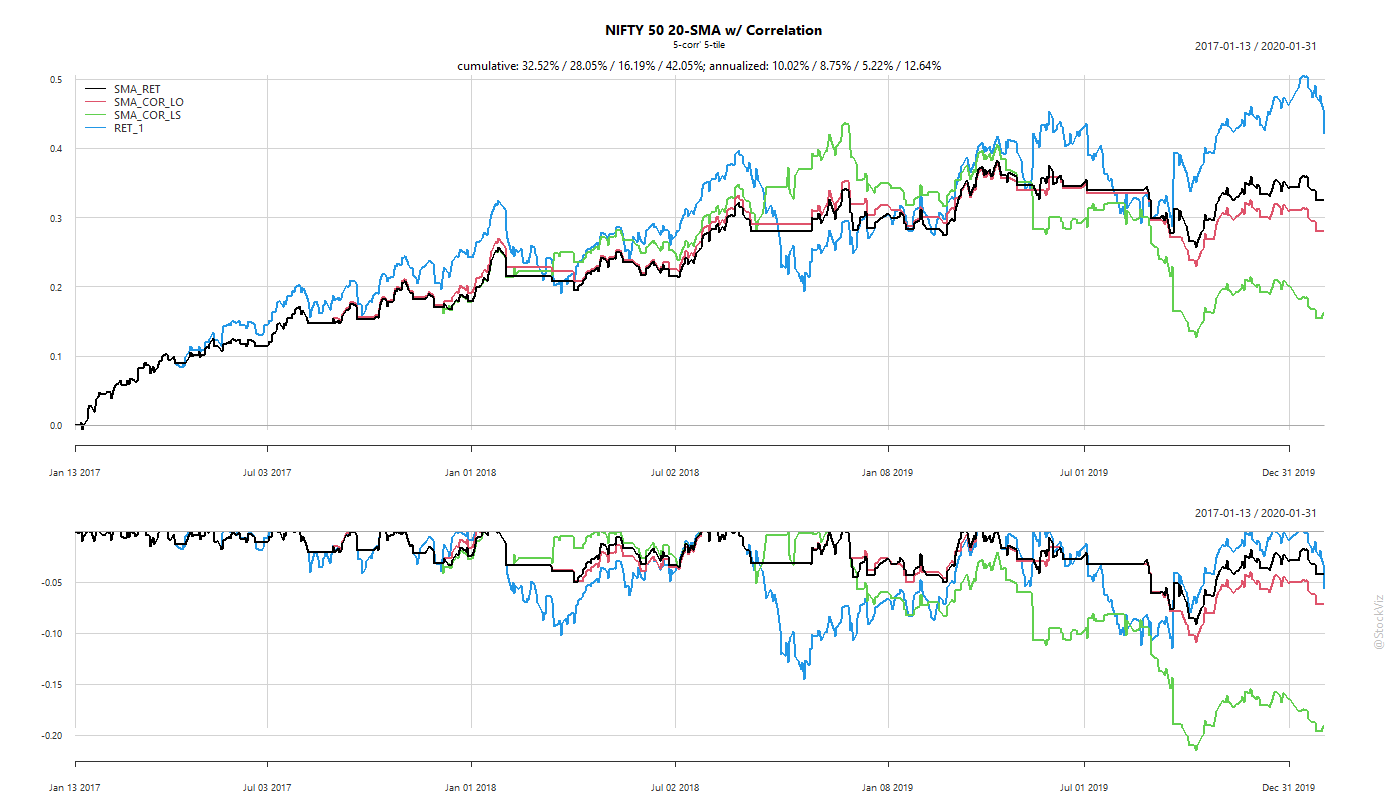 NIFTY 50 20-SMA w/ Correlation
5-corr' 5-tile
2017-01-13 / 2020-01-31
cumulative: 32.52% / 28.05% / 16.19% / 42.05%; annualized: 10.02% / 8.75% / 5.22% / 12.64%
SMA_RET
SMA_COR_LO
SMA_COR_LS
RET_1
0.5
0.4
0.3
0.2
0.1
0.0
Jan 13 2017 Jul 03 2017 Jan 01 2018 Jul 02 2018 Jan 08 2019 Jul 01 2019 Dec 31 2019
2017-01-13 / 2020-01-31
-0.05
-0.10
-0.15
-0.20
Jan 13 2017 Jul 03 2017 Jan 01 2018 Jul 02 2018 Jan 08 2019 Jul 01 2019 Dec 31 2019
@StockViz